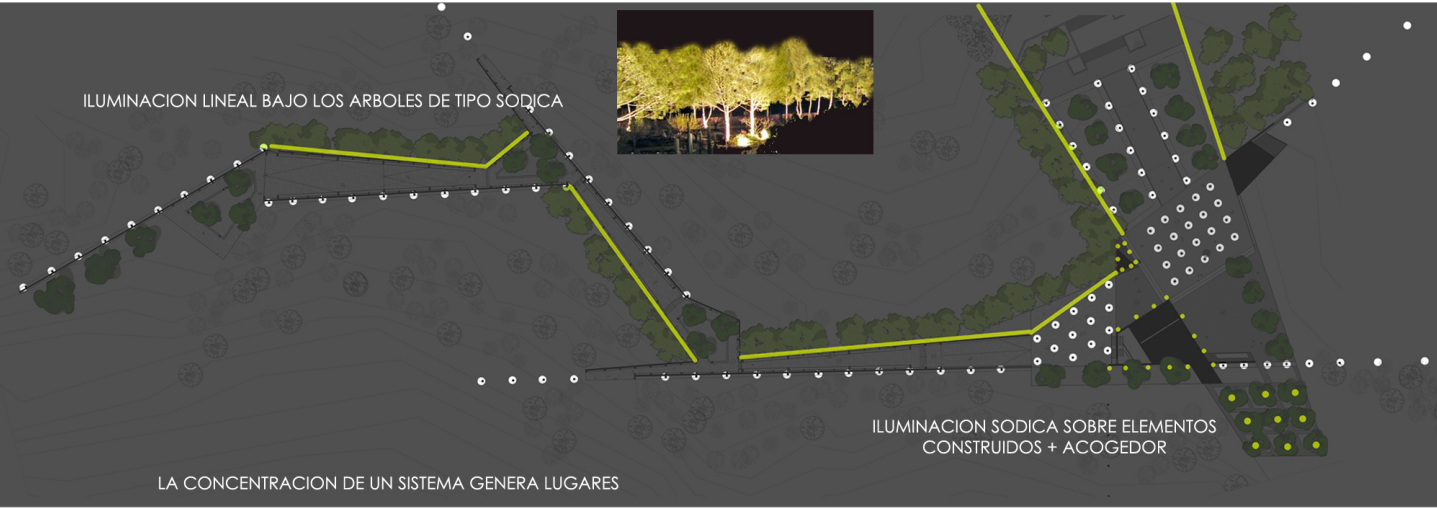 ILUMINACION LINEAL BAJO LOS ARBOLES DE TIPO SODICA
ILUMINACION SODICA SOBRE ELEMENTOS
CONSTRUIDOS + ACOGEDOR
LA CONCENTRACION DE UN SISTEMA GENERA LUGARES